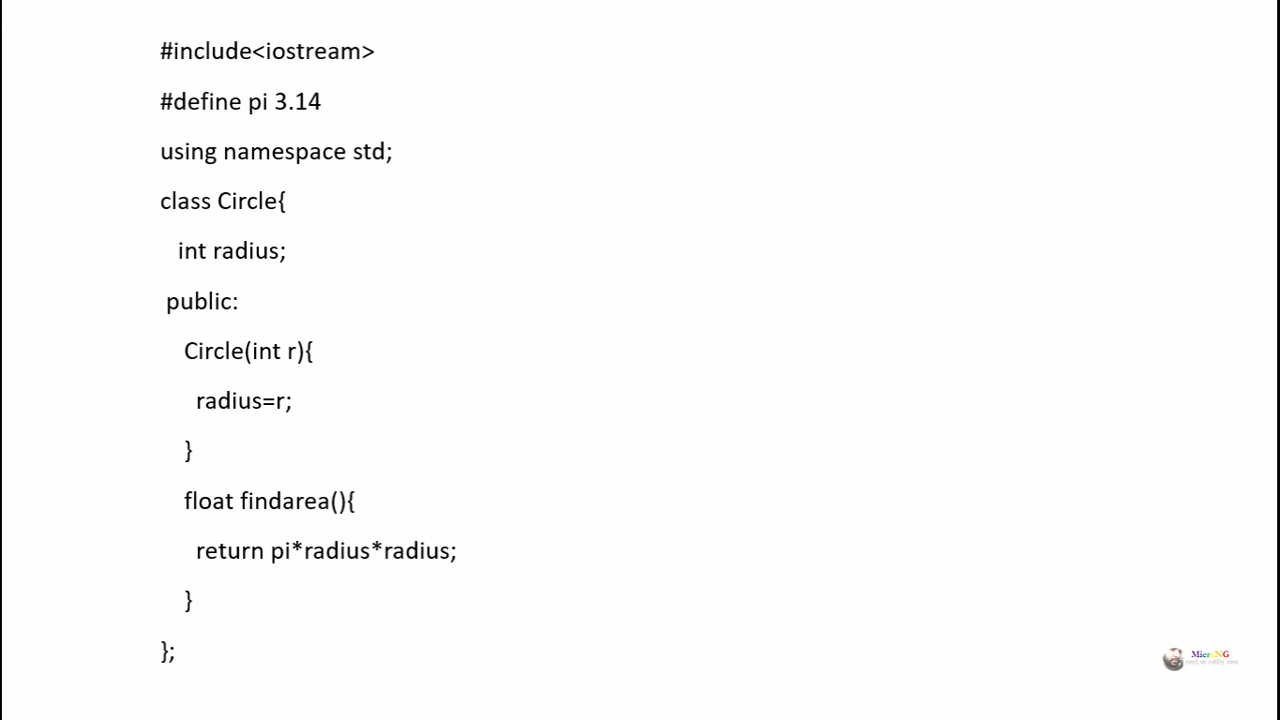 #include<iostream>
#define pi 3.14
using namespace std;
class Circle{
int radius;
public:
Circle(int r){
radius=r;
}
float findarea(){
return pi*radius*radius;
}
};
MicroNG